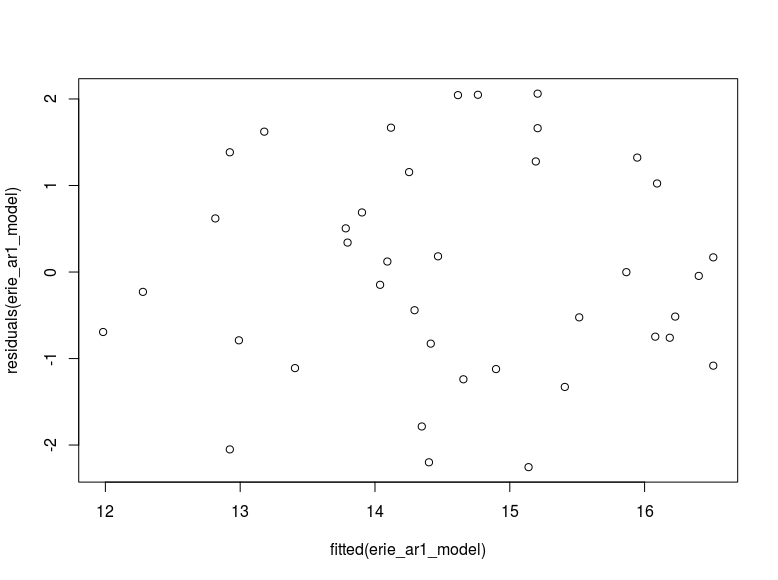 2
1
0
-1
-2
residuals(erie_ar1_model)
12 13 14 15 16
fitted(erie_ar1_model)